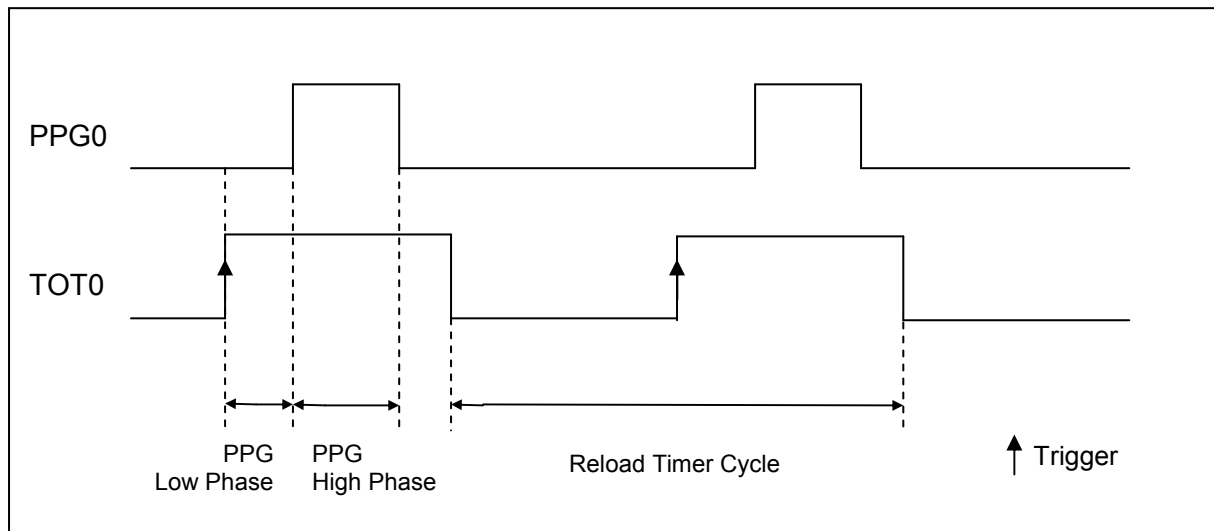 PPG0
TOT0
PPG
Low Phase
PPG
High Phase
Reload Timer Cycle
Trigger